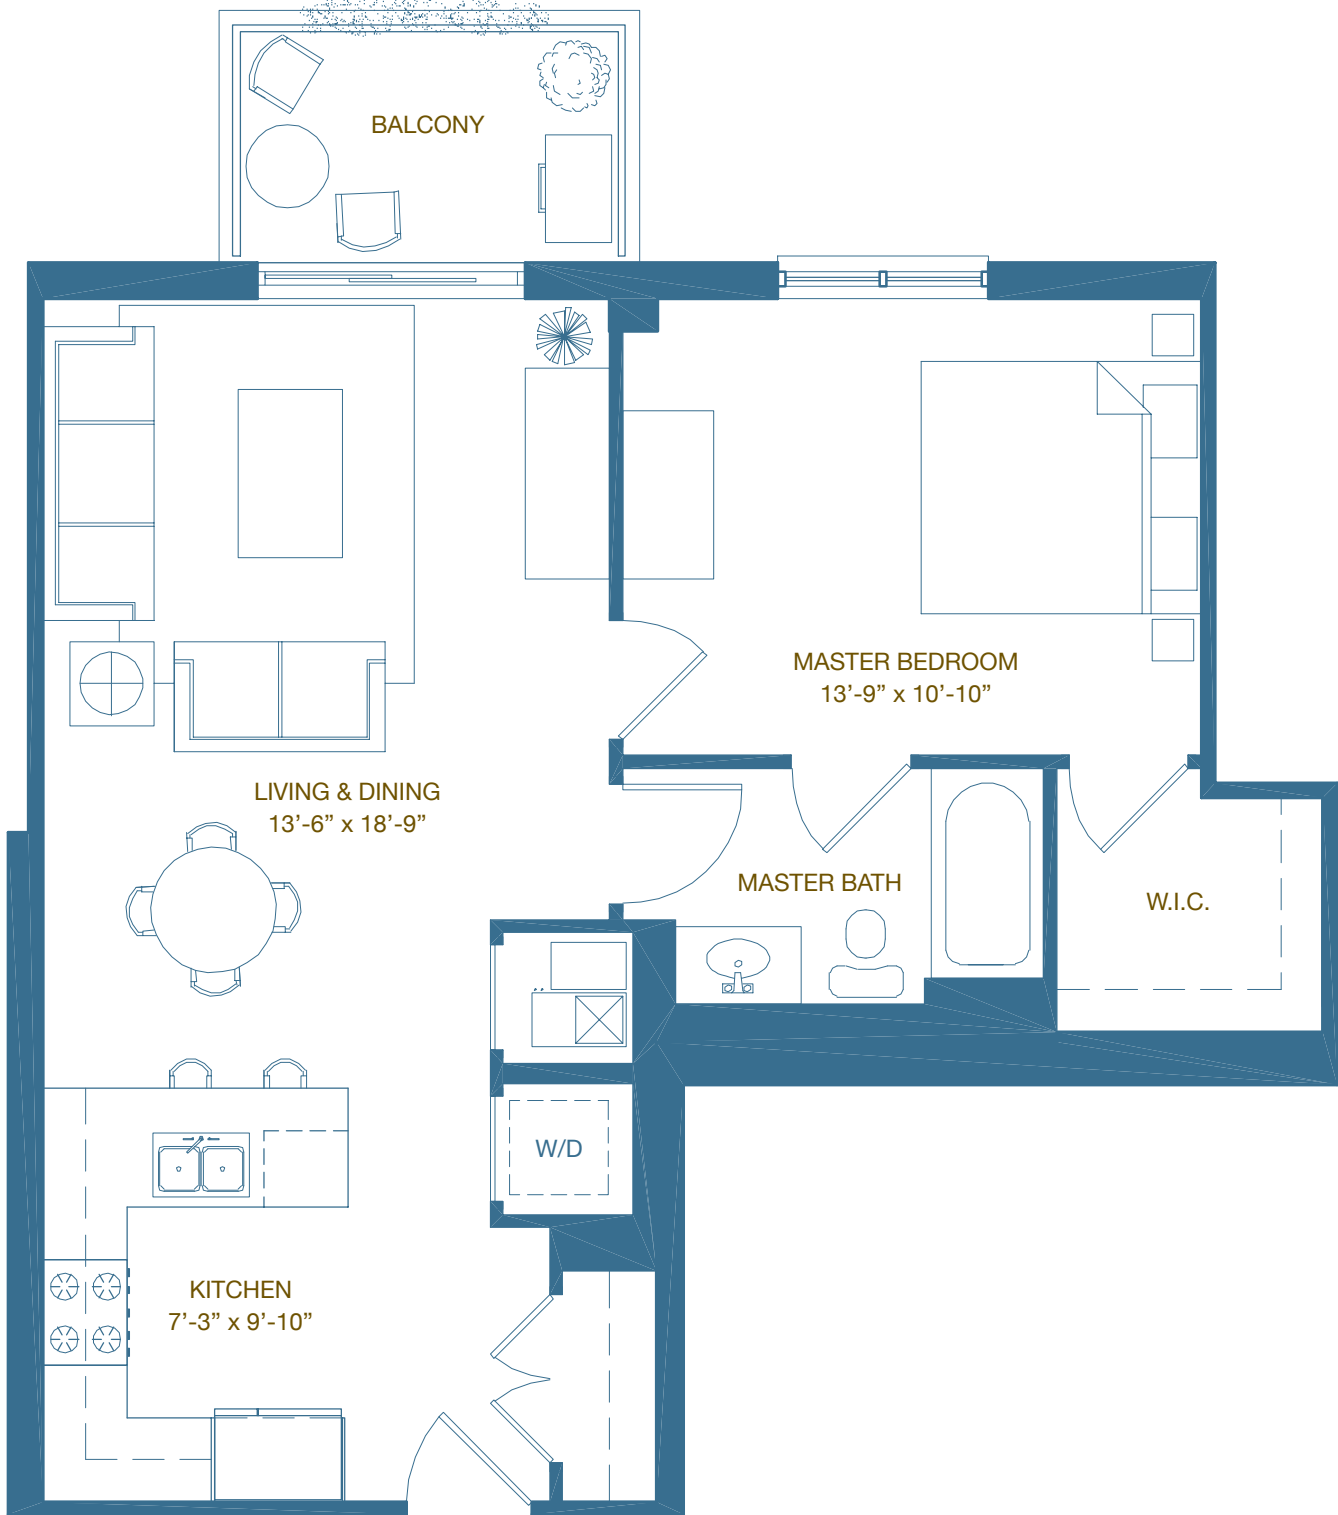 BALCONY
MASTER BEDROOM
13’-9” x 10’-10”
LIVING & DINING
13’-6” x 18’-9”
MASTER BATH
W.I.C.
W/D
KITCHEN
7’-3” x 9’-10”